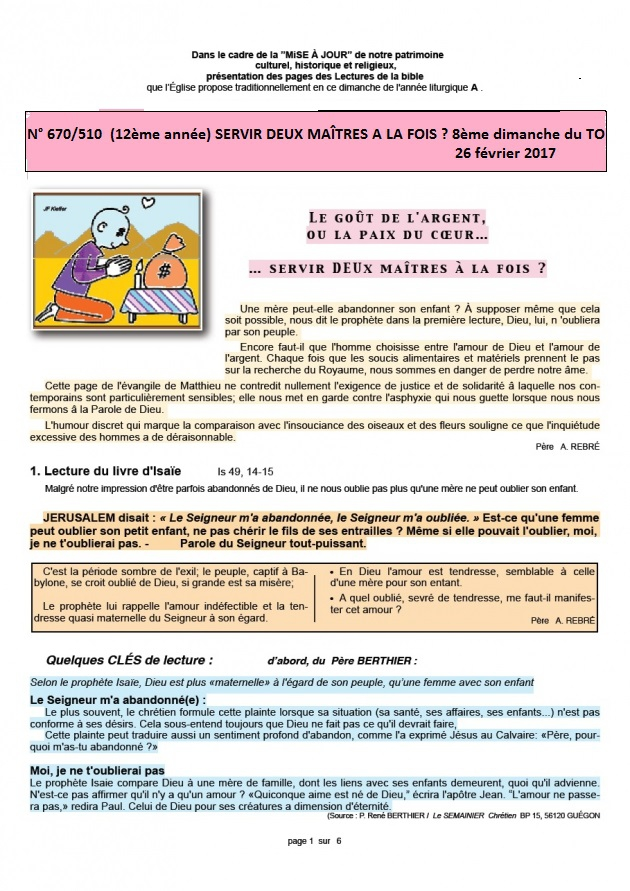 Dans le cadre de la "MiSE À JOUR" de notre patrimoine
culturel, historique et religieux,
présentation des pages des Lectures de la bible
que l'Église propose traditionnellement en ce dimanche de l'année liturgique A .
N° 670/510 (12ème année) SERVIR DEUX MAÎTRES A LA FOIS ? 8ème dimanche du TO
26 février 2017
JF Kieffer
#
LE GOÛT DE L'ARGENT,
OU LA PAIX DU CŒUR...
... SERVIR DEUX MAÎTRES À LA FOIS ?
Une mère peut-elle abandonner son enfant ? À supposer même que cela
soit possible, nous dit le prophète dans la première lecture, Dieu, lui, n 'oubliera
par son peuple.
Encore faut-il que l'homme choisisse entre l'amour de Dieu et l'amour de
l'argent. Chaque fois que les soucis alimentaires et matériels prennent le pas
sur la recherche du Royaume, nous sommes en danger de perdre notre âme.
Cette page de l'évangile de Matthieu ne contredit nullement l'exigence de justice et de solidarité â laquelle nos con-
temporains sont particulièrement sensibles; elle nous met en garde contre l'asphyxie qui nous guette lorsque nous nous
fermons â la Parole de Dieu.
L'humour discret qui marque la comparaison avec l'insouciance des oiseaux et des fleurs souligne ce que l'inquiétude
excessive des hommes a de déraisonnable.
Père A. REBRÉ
1. Lecture du livre d'Isaïe Is 49, 14-15
Malgré notre impression d'être parfois abandonnés de Dieu, il ne nous oublie pas plus qu'une mère ne peut oublier son enfant.
JERUSALEM disait : « Le Seigneur m'a abandonnée, le Seigneur m'a oubliée. » Est-ce qu'une femme
peut oublier son petit enfant, ne pas chérir le fils de ses entrailles ? Même si elle pouvait l'oublier, moi,
je ne t'oublierai pas. - Parole du Seigneur tout-puissant.
C'est la période sombre de l'exil; le peuple, captif à Ba-
bylone, se croit oublié de Dieu, si grande est sa misère;
Le prophète lui rappelle l'amour indéfectible et la ten-
dresse quasi maternelle du Seigneur à son égard.
• En Dieu l'amour est tendresse, semblable à celle
d'une mère pour son entant.
• A quel oublié, sevré de tendresse, me faut-il manifes-
ter cet amour ?
Père A. REBRÉ
Quelques CLÉS de lecture : d'abord, du Père BERTHIER :
Selon le prophète Isaïe, Dieu est plus «maternelle» à l'égard de son peuple, qu'une femme avec son enfant
Le Seigneur m'a abandonné(e) :
Le plus souvent, le chrétien formule cette plainte lorsque sa situation (sa santé, ses affaires, ses enfants...) n'est pas
conforme à ses désirs. Cela sous-entend toujours que Dieu ne fait pas ce qu'il devrait faire,
Cette plainte peut traduire aussi un sentiment profond d'abandon, comme l'a exprimé Jésus au Calvaire: «Père, pour-
quoi m'as-tu abandonné ?»
Moi, je ne t'oublierai pas
Le prophète Isaie compare Dieu à une mère de famille, dont les liens avec ses enfants demeurent, quoi qu'il advienne.
N'est-ce pas affirmer qu'il n'y a qu'un amour ? «Quiconque aime est né de Dieu," écrira l'apôtre Jean. "L'amour ne passe-
ra pas,» redira Paul. Celui de Dieu pour ses créatures a dimension d'éternité.
(Source : P. René BERTHIER / Le SEMAINIER Chrétien BP 15, 56120 GUÉGON
page 1 sur 6